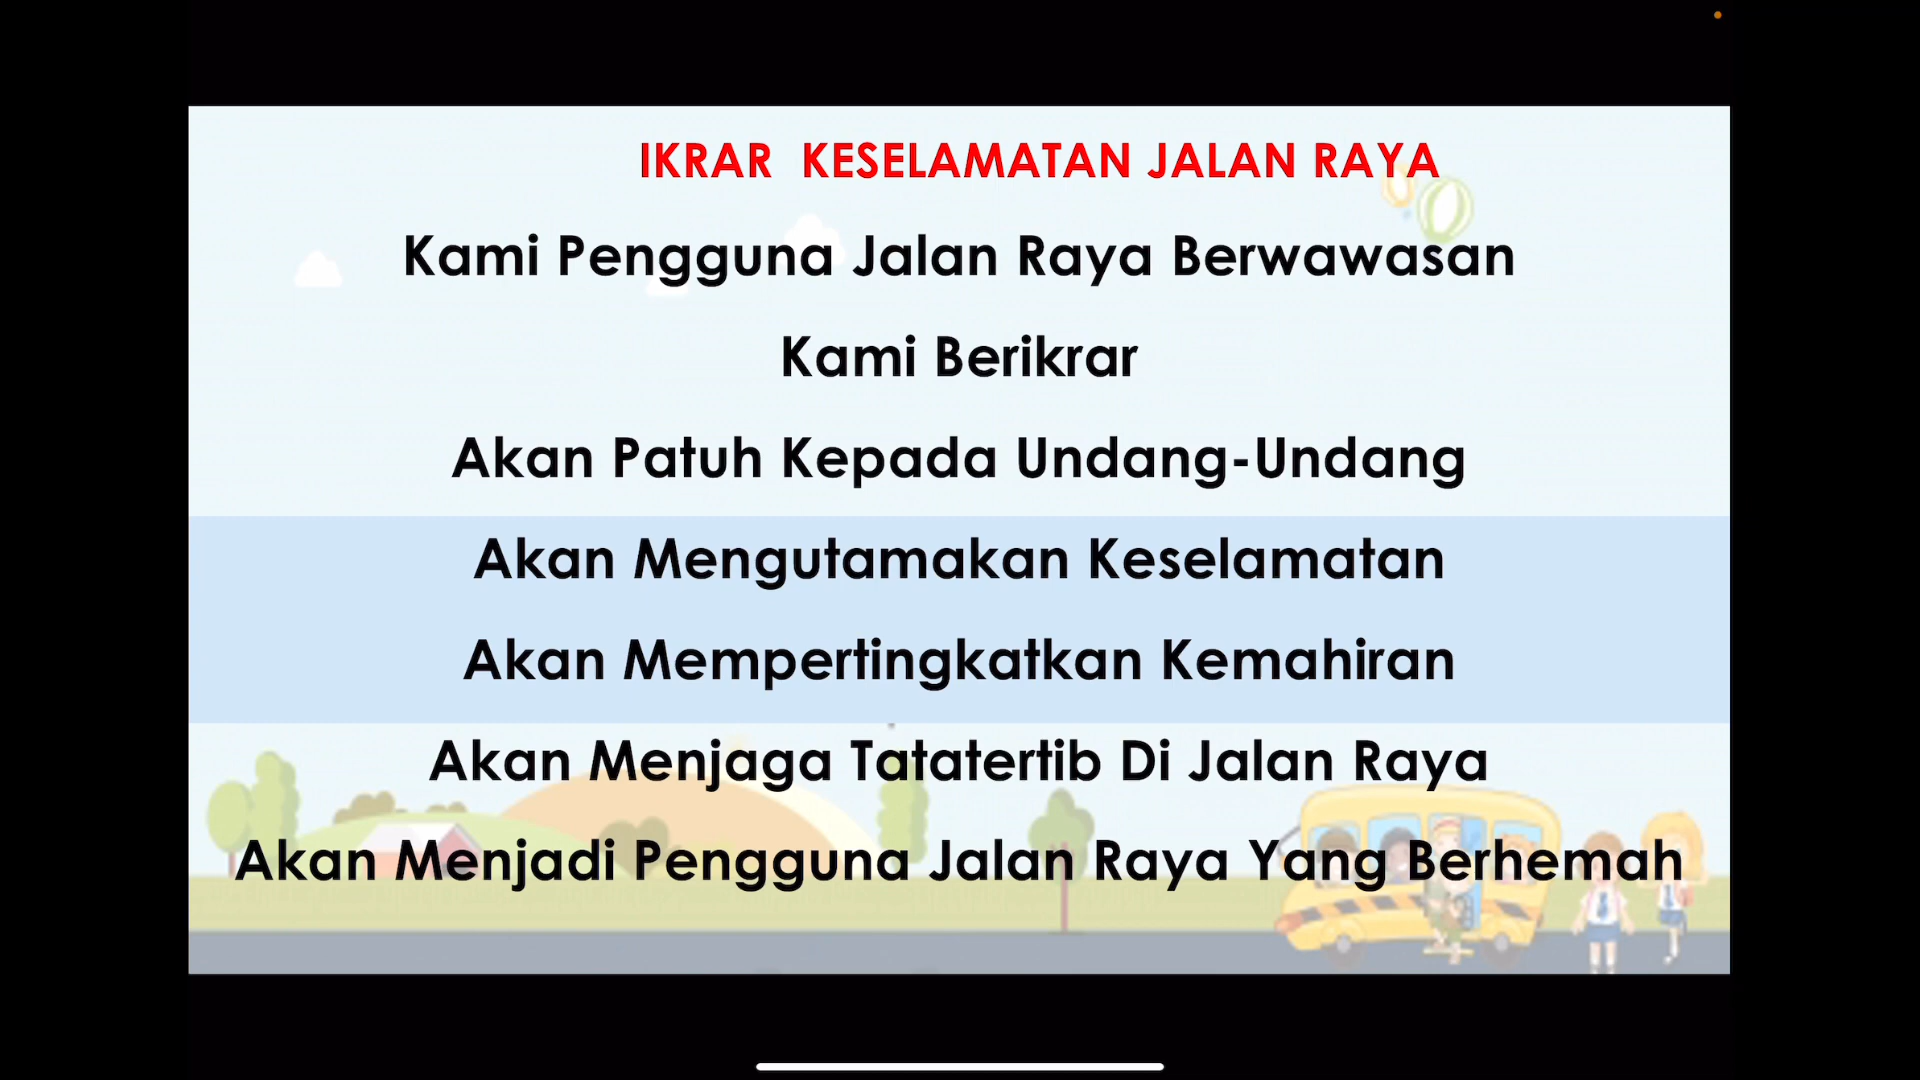 IKRAR KESELAMATAN JALAN RAYA
Kami Pengguna Jalan Raya Berwawasan
Kami Berikrar
Akan Patuh Kepada Undang-Undang
Akan Mengutamakan Keselamatan
Akan Mempertingkatkan Kemahiran
Akan Menjaga Tatatertib Di Jalan Raya
Akan Menjadi Pengguna Jalan Raya Yang Berhemah